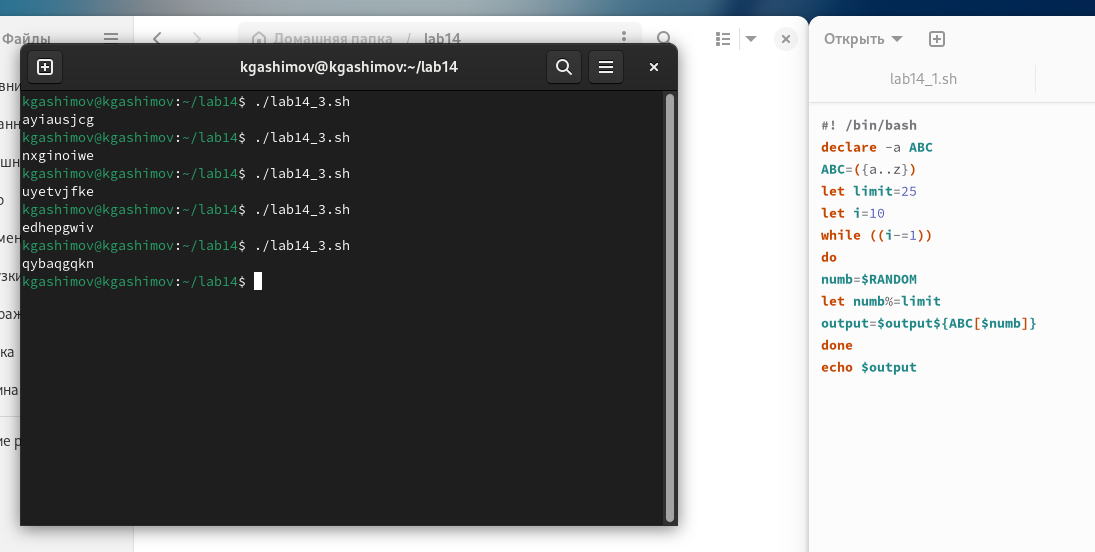 Файлы
Домашняя папка / lab14
kgashimov@kgashimov:~/lab14
kgashimov@kgashimov:~/lab14$ ./lab14_3.sh
ayiausjcg
kgashimov@kgashimov:~/lab14$ ./lab14_3.sh
nxginoiwe
kgashimov@kgashimov:~/lab14$ ./lab14_3.sh
uyetvjfke
kgashimov@kgashimov:~/lab14$ ./lab14_3.sh
edhepgwiv
kgashimov@kgashimov:~/lab14$ ./lab14_3.sh
qybaqgqkn
kgashimov@kgashimov:~/lab14$
Открыть
lab14_1.sh
#! /bin/bash
declare -a ABC
ABC=({a..z})
let limit=25
let i=10
while ((i-=1))
do
numb=$RANDOM
let numb%=limit
output=$output${ABC[$numb]}
done
echo $output